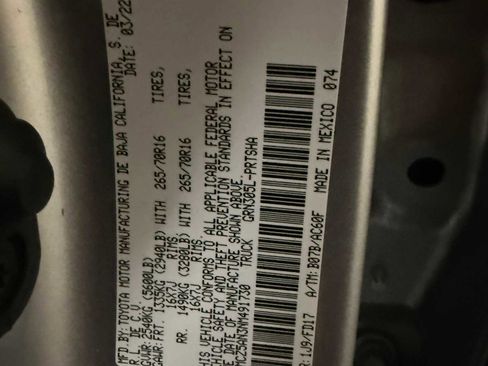 MFD.BY:TOYOTA MOTOR MANUFACTURING DE BAJA CALIFORNIA, S. DE
R.L. DE C.V. DATE: 03/22
GVWR: 2540KG (5600LB)
GAWR: FRT. 1335KG (2940LB) WITH 265/70R16 TIRES,
16X7J RIMS
RR. 1490KG (3280LB) WITH 265/70R16 TIRES,
16X7J RIMS
THIS VEHICLE CONFORMS TO ALL APPLICABLE FEDERAL MOTOR
VEHICLE SAFETY AND THEFT PREVENTION STANDARDS IN EFFECT ON
DATE OF MANUFACTURE SHOWN ABOVE.
MCZ5AN3NM491730 TRUCK GRN305L-PRTSHA
R:1J9/FD17 A/TM:B07B/AC60F MADE IN MEXICO 074